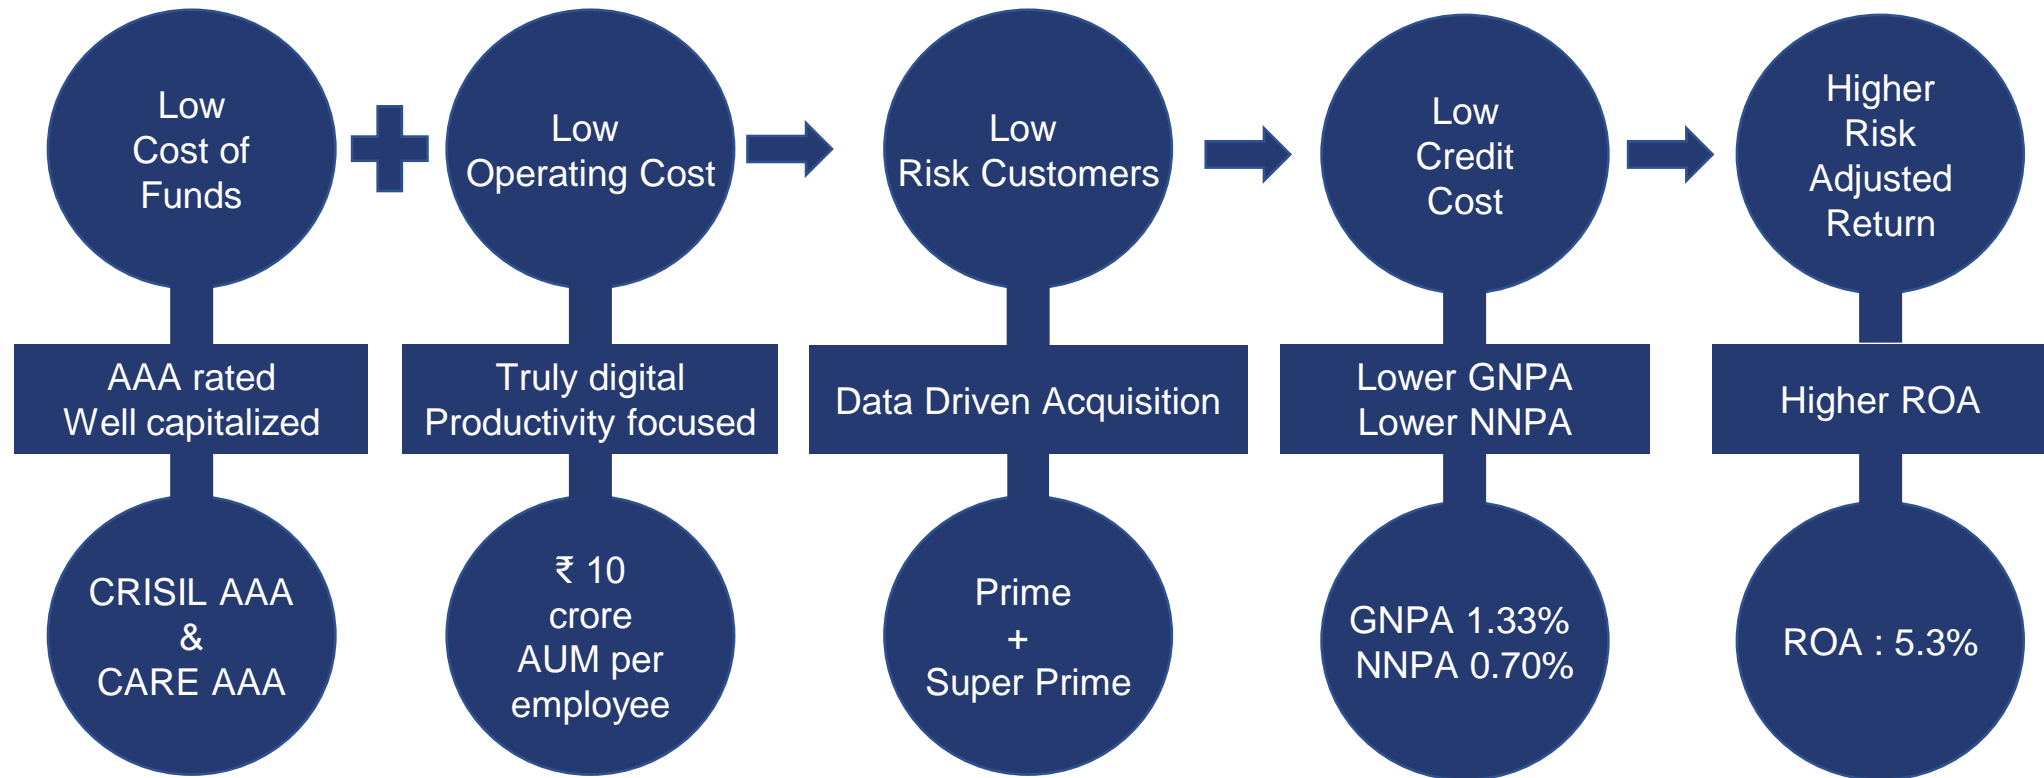 Low
Cost of
Funds
Low
Operating Cost
Low
Risk Customers
Low
Credit
Cost
Higher
Risk
Adjusted
Return
AAA rated
Well capitalized
Truly digital
Productivity focused
Data Driven Acquisition
Lower GNPA
Lower NNPA
Higher ROA
CRISIL AAA
&
CARE AAA
₹ 10
crore
AUM per
employee
Prime
+
Super Prime
GNPA 1.33%
NNPA 0.70%
ROA : 5.3%